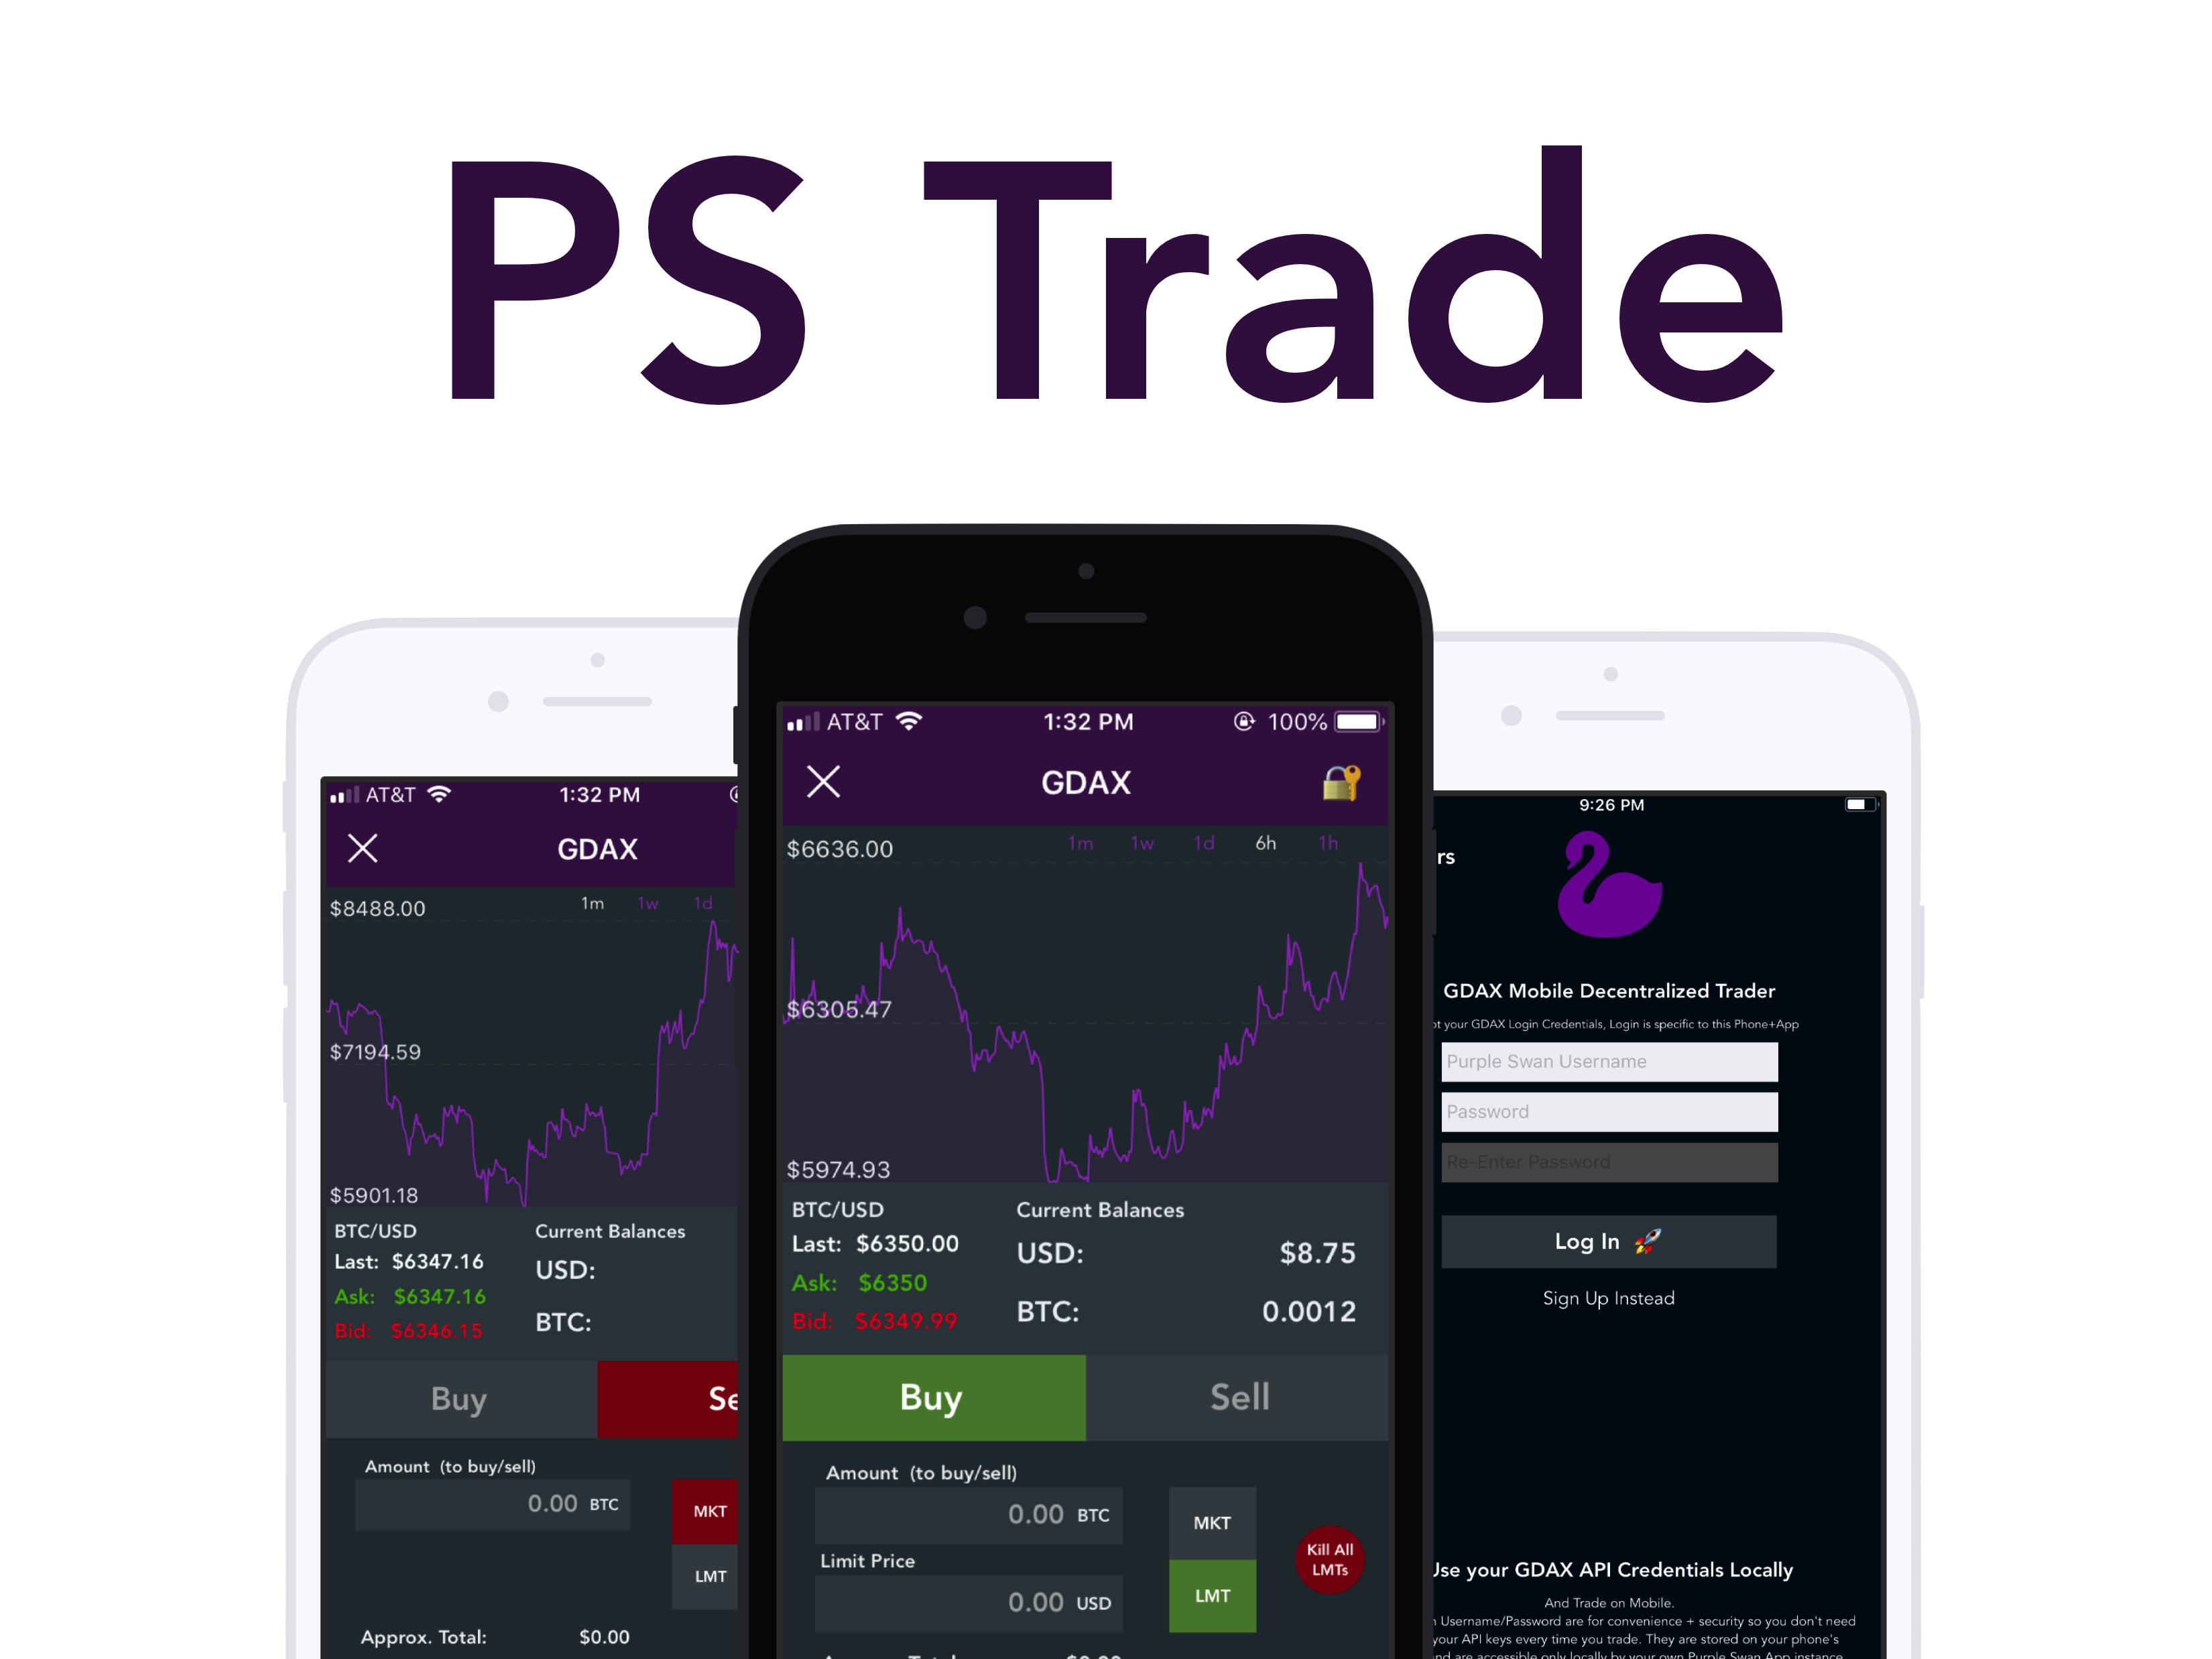 PS Trade
AT&T 1:32 PM
GDAX
$8488.00 1m 1w 1d
$7194.59
$5901.18
BTC/USD Current Balances
Last: $6347.16
USD:
Ask: $6347.16
BTC:
Bid: $6346.15
Buy
Amount (to buy/sell)
0.00 BTC
MKT
LMT
Approx. Total: $0.00
AT&T 1:32 PM 100%
GDAX
$6636.00 1m 1w 1d 6h 1h
$6305.47
$5974.93
BTC/USD Current Balances
Last: $6350.00
USD: $8.75
Ask: $6350
BTC: 0.0012
Bid: $6349.99
Buy Sell
Amount (to buy/sell)
0.00 BTC
MKT
Limit Price
Kill All
LMTs
0.00 USD
LMT
9:26 PM
GDAX Mobile Decentralized Trader
your GDAX Login Credentials, Login is specific to this Phone+App
Purple Swan Username
Password
Re-Enter Password
Log In 🚀
Sign Up Instead
Use your GDAX API Credentials Locally
And Trade on Mobile.
Username/Password are for convenience + security so you don't need
your API keys every time you trade. They are stored on your phone's
and are accessible only locally by your own Purple Swan App instance